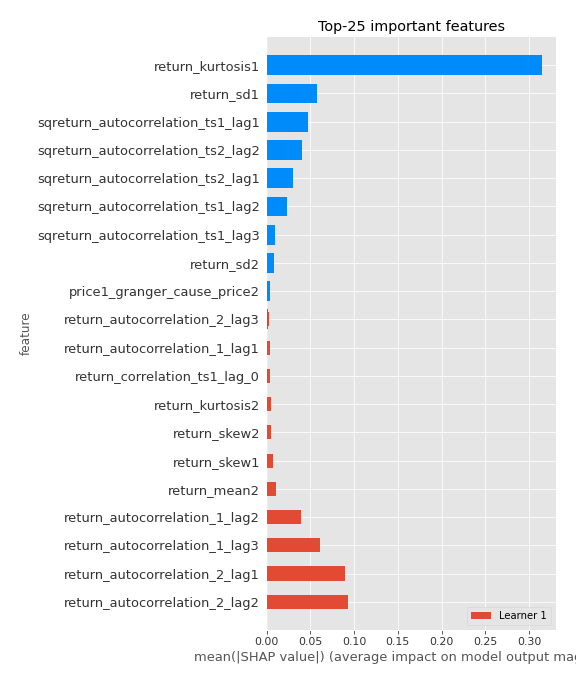 Top-25 important features
return_kurtosis1
return_sd1
sqreturn_autocorrelation_ts1_lag1
sqreturn_autocorrelation_ts2_lag2
sqreturn_autocorrelation_ts2_lag1
sqreturn_autocorrelation_ts1_lag2
sqreturn_autocorrelation_ts1_lag3
return_sd2
price1_granger_cause_price2
return_autocorrelation_2_lag3
return_autocorrelation_1_lag1
return_correlation_ts1_lag_0
return_kurtosis2
return_skew2
return_skew1
return_mean2
return_autocorrelation_1_lag2
return_autocorrelation_1_lag3
return_autocorrelation_2_lag1
return_autocorrelation_2_lag2
feature
Learner 1
0.00 0.05 0.10 0.15 0.20 0.25 0.30
mean(|SHAP value|) (average impact on model output mag